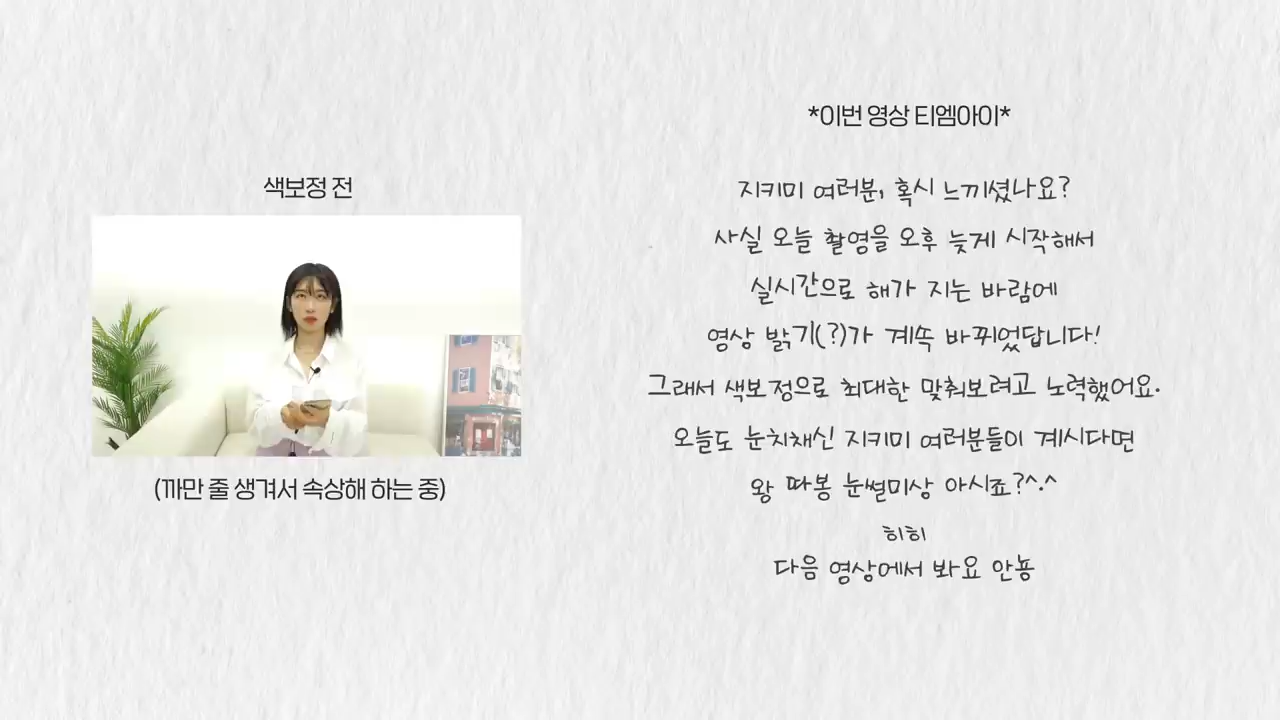 색보정 전
(까만 줄 생겨서 속상해 하는 중)
*이번 영상 티엠아이*
지키미 여러분, 혹시 느끼셨나요?
사실 오늘 촬영을 오후 늦게 시작해서
실시간으로 해가 지는 바람에
영상 밝기(?)가 계속 바뀌었답니다!
그래서 색보정으로 최대한 맞춰보려고 노력했어요.
오늘도 눈치채신 지키미 여러분들이 계시다면
왕 따봉 눈썰미상 아시죠?^.^
히히
다음 영상에서 봐요 안뇽